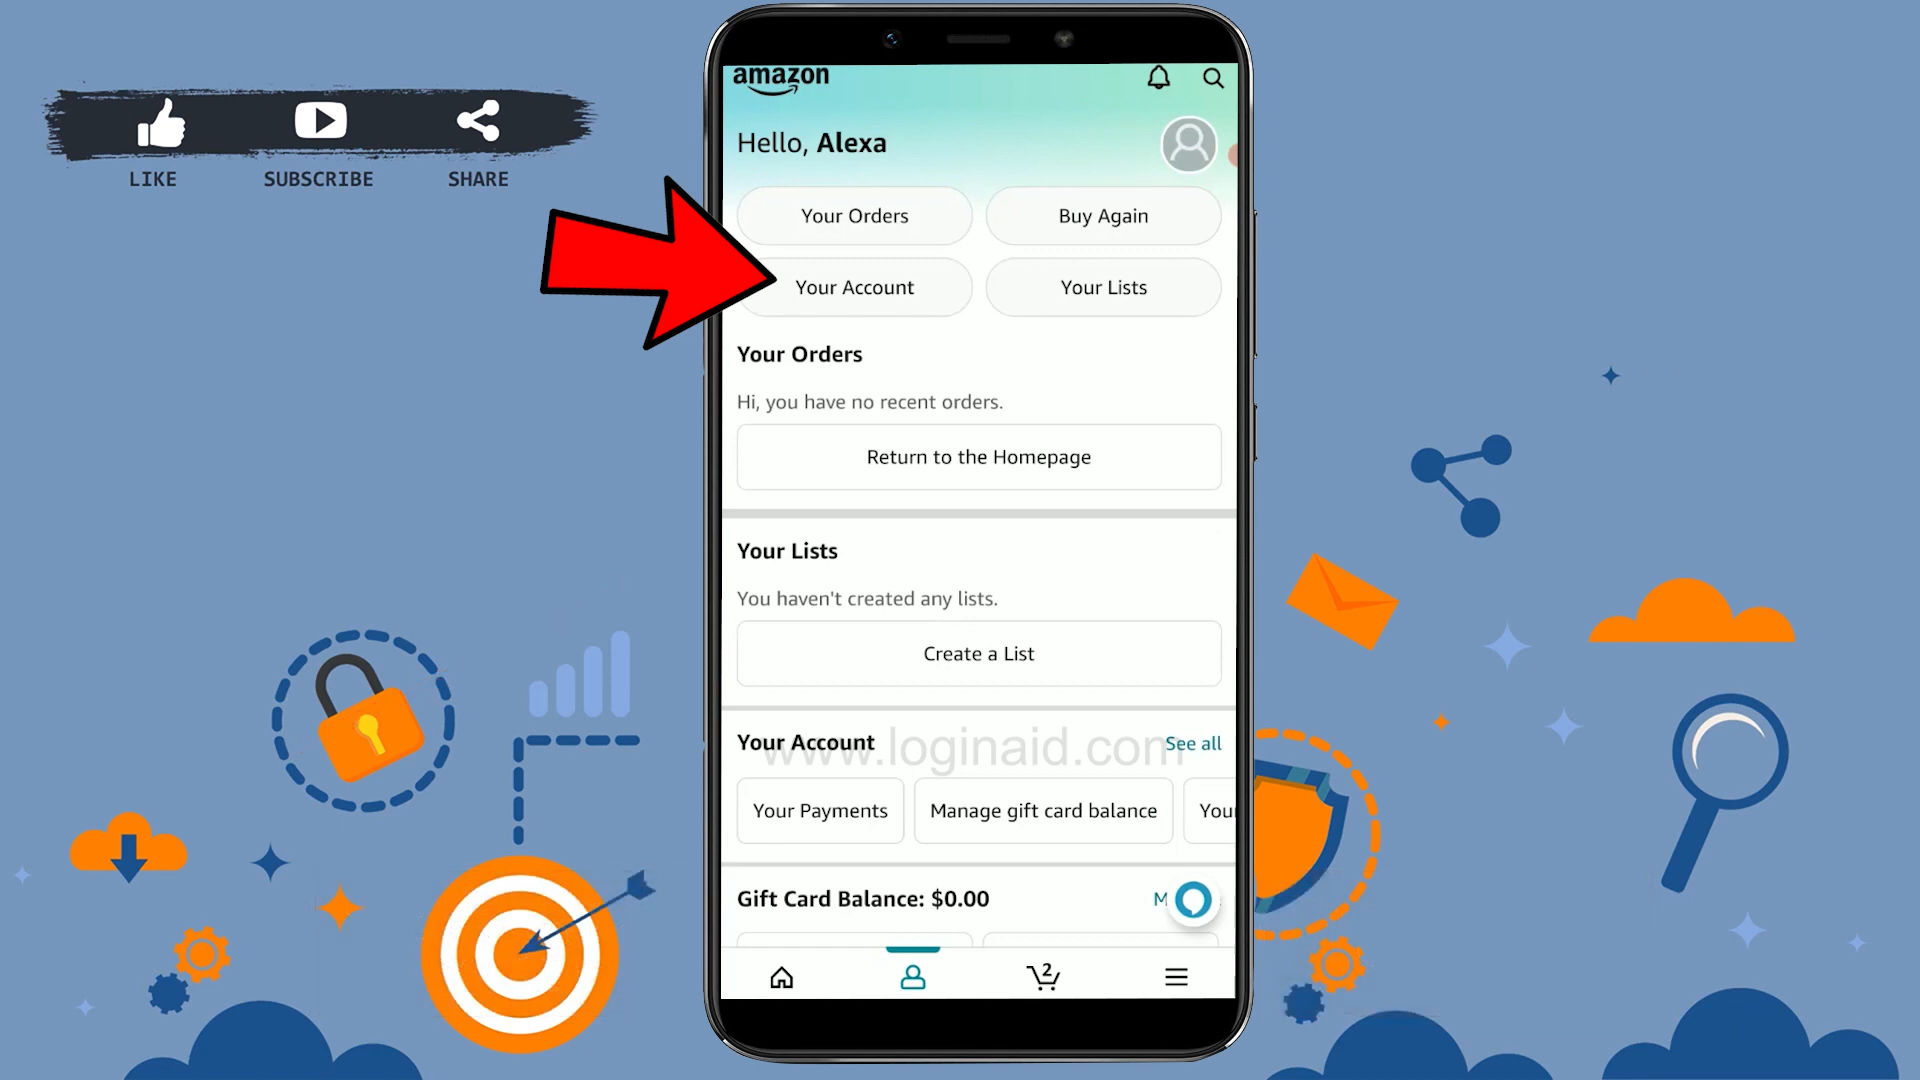 LIKE SUBSCRIBE SHARE
amazon
Hello, Alexa
Your Orders Buy Again
Your Account Your Lists
Your Orders
Hi, you have no recent orders.
Return to the Homepage
Your Lists
You haven't created any lists.
Create a List
www.loginaid.com
Your Account See all
Your Payments Manage gift card balance You
Gift Card Balance: $0.00 M
2